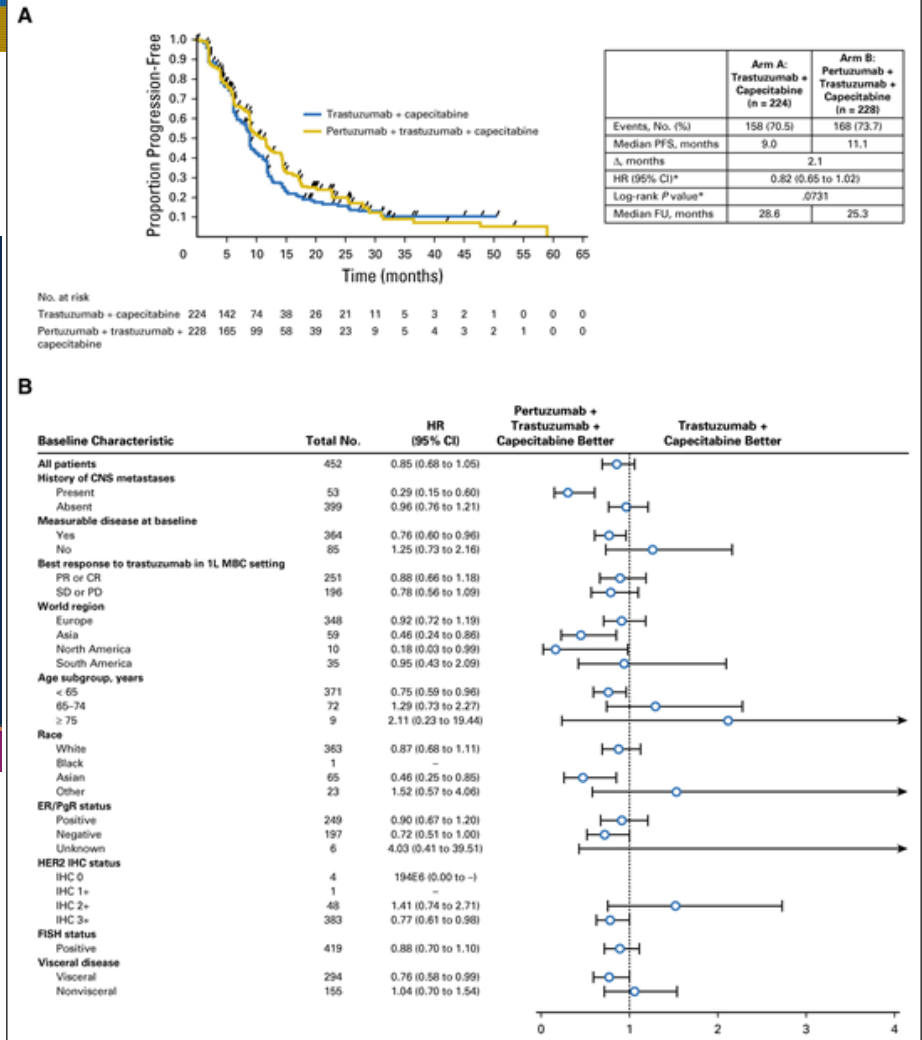 A
Proportion Progression-Free
1.0
0.9
0.8
0.7
0.6
0.5
0.4
0.3
0.2
0.1
Trastuzumab + capecitabine
Pertuzumab + trastuzumab + capecitabine
0 5 10 15 20 25 30 35 40 45 50 55 60 65
Time (months)
Arm A: Trastuzumab + Capecitabine (n = 224) Arm B: Pertuzumab + Trastuzumab + Capecitabine (n = 228)
Events, No. (%) 158 (70.5) 168 (73.7)
Median PFS, months 9.0 11.1
Δ, months 2.1
HR (95% CI)* 0.82 (0.65 to 1.02)
Log-rank P value* .0731
Median FU, months 28.6 25.3
No. at risk
Trastuzumab + capecitabine 224 142 74 38 26 21 11 5 3 2 1 0 0 0
Pertuzumab + trastuzumab + 228 165 99 58 39 23 9 5 4 3 2 1 0 0
capecitabine
B
Pertuzumab +
HR Trastuzumab + Trastuzumab +
Baseline Characteristic Total No. (95% CI) Capecitabine Better Capecitabine Better
All patients 452 0.85 (0.68 to 1.05)
History of CNS metastases
Present 53 0.29 (0.15 to 0.60)
Absent 399 0.96 (0.76 to 1.21)
Measurable disease at baseline
Yes 364 0.76 (0.60 to 0.96)
No 85 1.25 (0.73 to 2.16)
Best response to trastuzumab in 1L MBC setting
PR or CR 251 0.88 (0.66 to 1.18)
SD or PD 196 0.78 (0.56 to 1.09)
World region
Europe 348 0.92 (0.72 to 1.19)
Asia 59 0.46 (0.24 to 0.86)
North America 10 0.18 (0.03 to 0.99)
South America 35 0.95 (0.43 to 2.09)
Age subgroup, years
< 65 371 0.75 (0.59 to 0.96)
65–74 72 1.29 (0.73 to 2.27)
≥ 75 9 2.11 (0.23 to 19.44)
Race
White 363 0.87 (0.68 to 1.11)
Black 1 –
Asian 65 0.46 (0.25 to 0.85)
Other 23 1.52 (0.57 to 4.06)
ER/PgR status
Positive 249 0.90 (0.67 to 1.20)
Negative 197 0.72 (0.51 to 1.00)
Unknown 6 4.03 (0.41 to 39.51)
HER2 IHC status
IHC 0 4 194E6 (0.00 to –)
IHC 1+ 1 –
IHC 2+ 48 1.41 (0.74 to 2.71)
IHC 3+ 383 0.77 (0.61 to 0.98)
FISH status
Positive 419 0.88 (0.70 to 1.10)
Visceral disease
Visceral 294 0.76 (0.58 to 0.99)
Nonvisceral 155 1.04 (0.70 to 1.54)
0 1 2 3 4